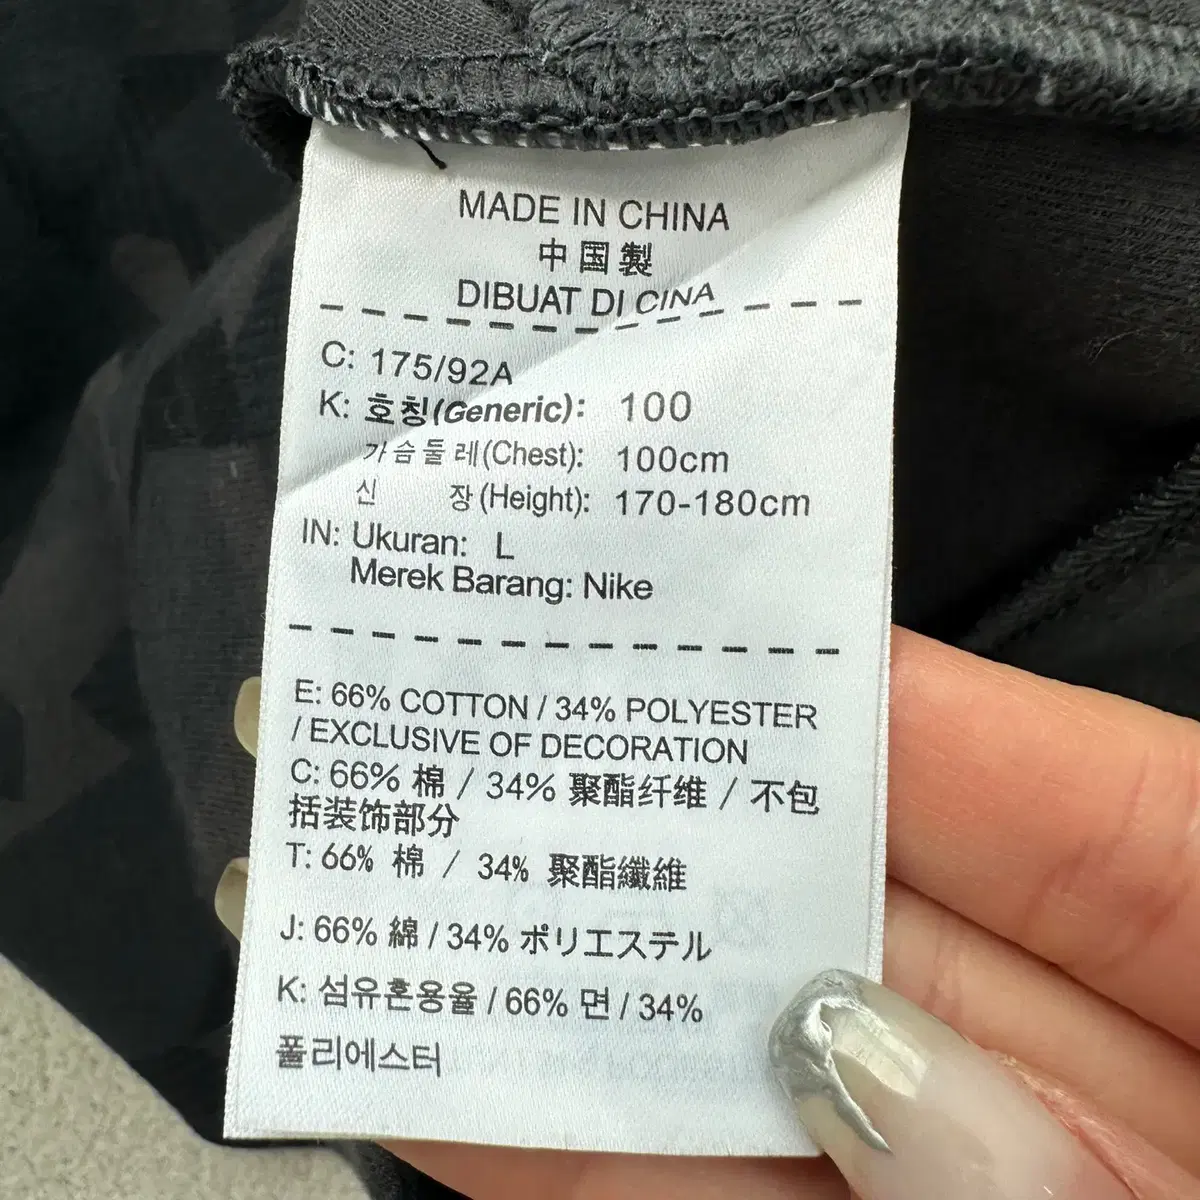 MADE IN CHINA
中国製
DIBUAT DI CINA
C: 175/92A
K: 호칭(Generic): 100
가슴둘레(Chest): 100cm
신 장(Height): 170-180cm
IN: Ukuran: L
Merek Barang: Nike
E: 66% COTTON / 34% POLYESTER
/ EXCLUSIVE OF DECORATION
C: 66% 棉 / 34% 聚酯纤维 / 不包
括装饰部分
T: 66% 棉 / 34% 聚酯纖維
J: 66% 綿 / 34% ポリエステル
K: 섬유혼용율 / 66% 면 / 34%
폴리에스터